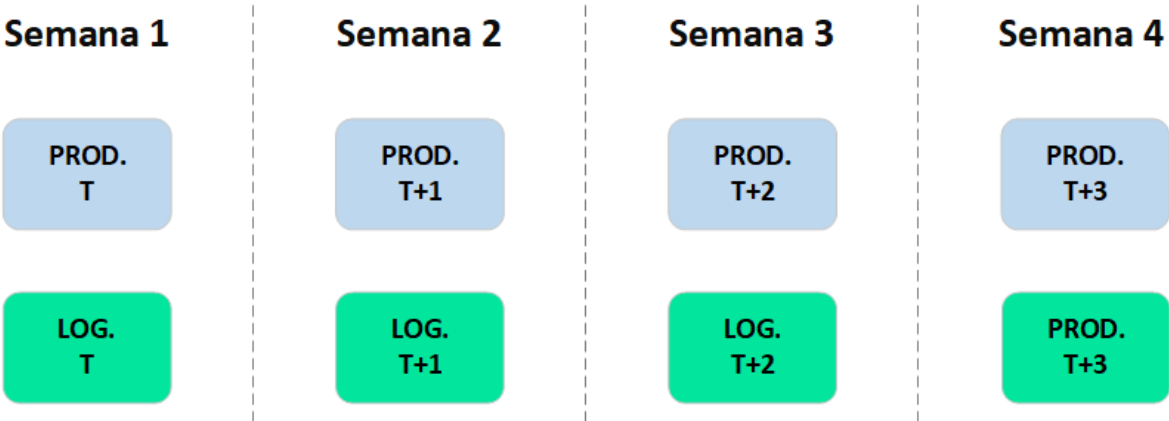 Semana 1
Semana 2
Semana 3
Semana 4
PROD.
T
PROD.
T+1
PROD.
T+2
PROD.
T+3
LOG.
T
LOG.
T+1
LOG.
T+2
PROD.
T+3